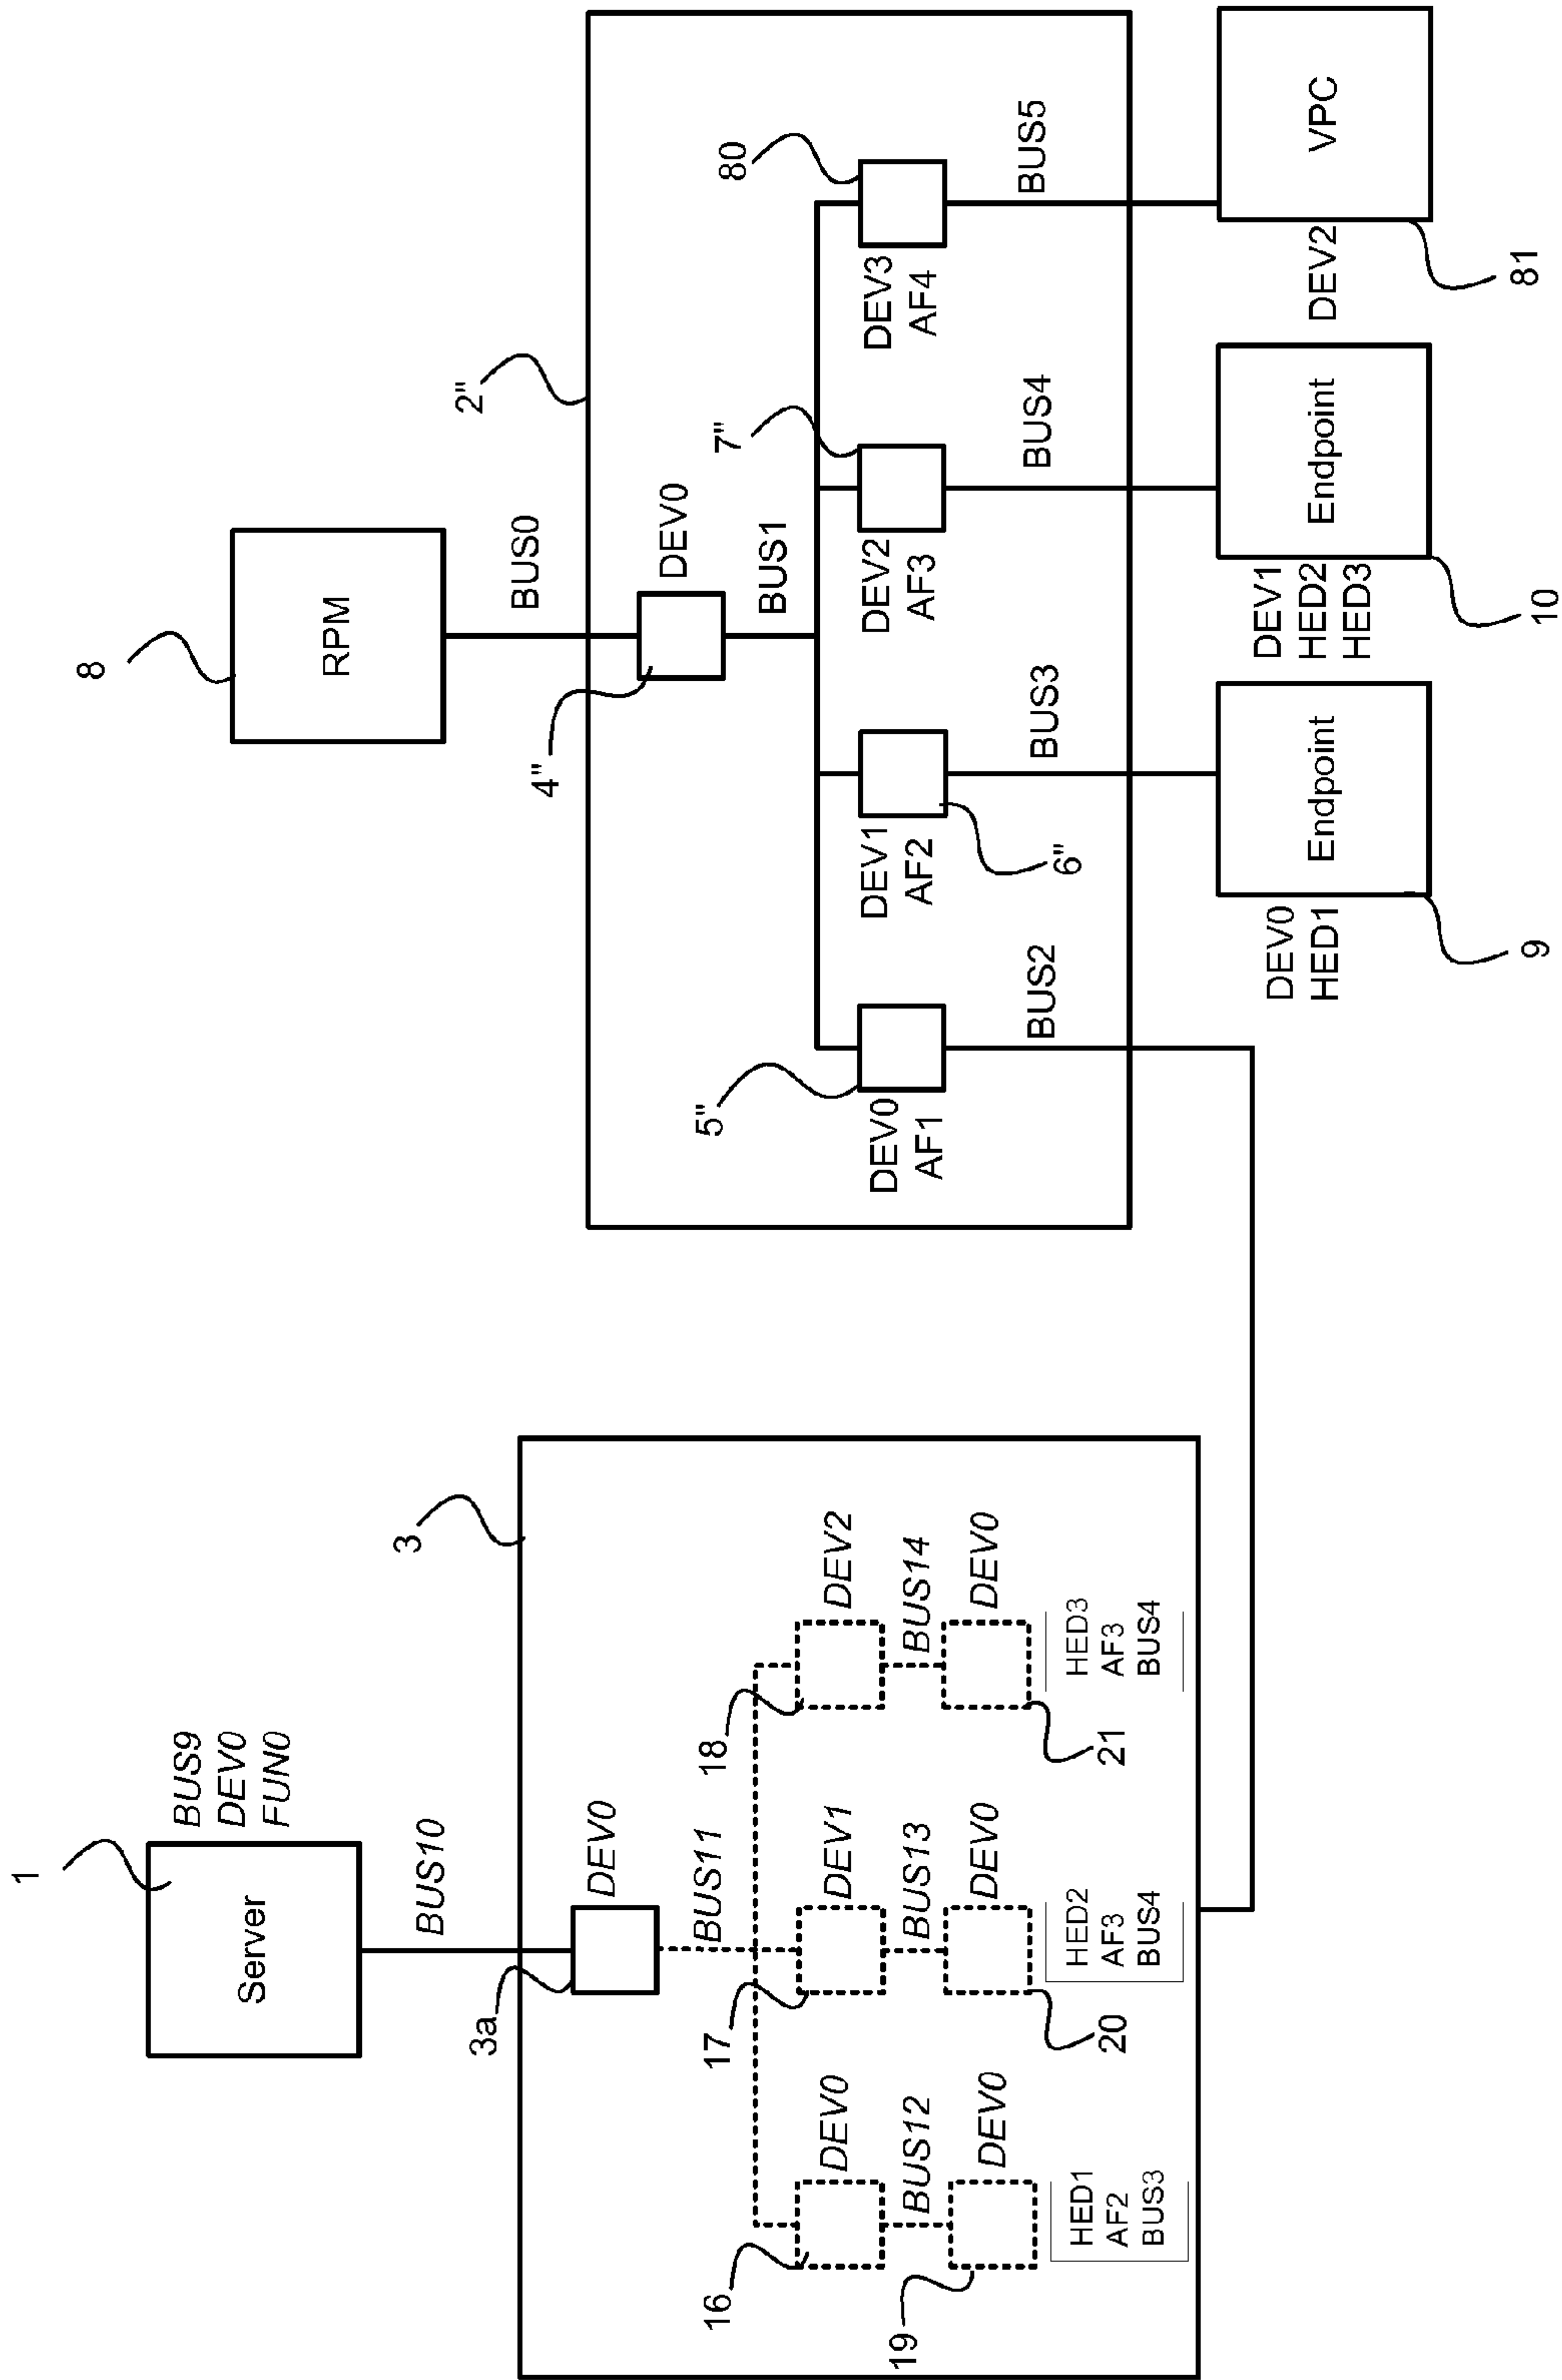 1
Server
BUS9
DEV0
FUN0
BUS10
3
3a
DEV0
BUS11
16
DEV0
17
DEV1
18
DEV2
BUS12
BUS13
BUS14
19
DEV0
20
DEV0
21
DEV0
HED1
AF2
BUS3
HED2
AF3
BUS4
HED3
AF3
BUS4
8
RPM
BUS0
2"
4"
DEV0
BUS1
5"
DEV0
AF1
DEV1
AF2
6"
7"
DEV2
AF3
80
DEV3
AF4
BUS2
BUS3
BUS4
BUS5
DEV0
HED1
Endpoint
9
DEV1
HED2
HED3
Endpoint
10
DEV2
VPC
81